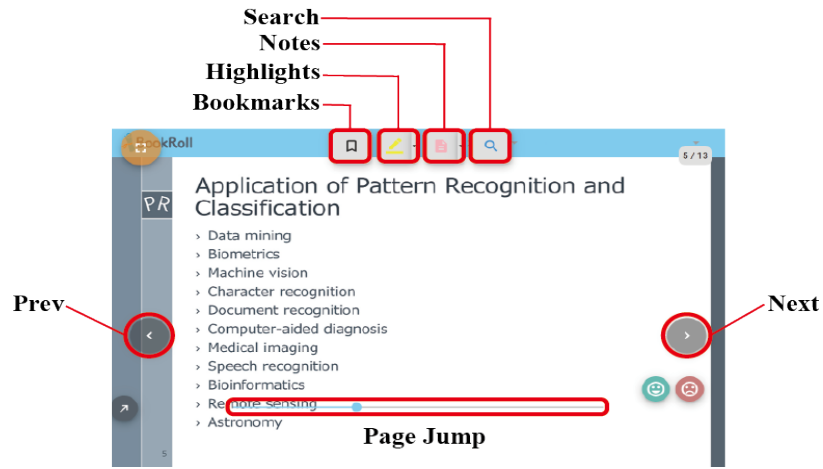 Search
Notes
Highlights
Bookmarks
BookRoll
5 / 13
Application of Pattern Recognition and
Classification
PR
› Data mining
› Biometrics
› Machine vision
› Character recognition
› Document recognition
› Computer-aided diagnosis
› Medical imaging
› Speech recognition
› Bioinformatics
› Remote sensing
› Astronomy
Prev
Next
Page Jump
5